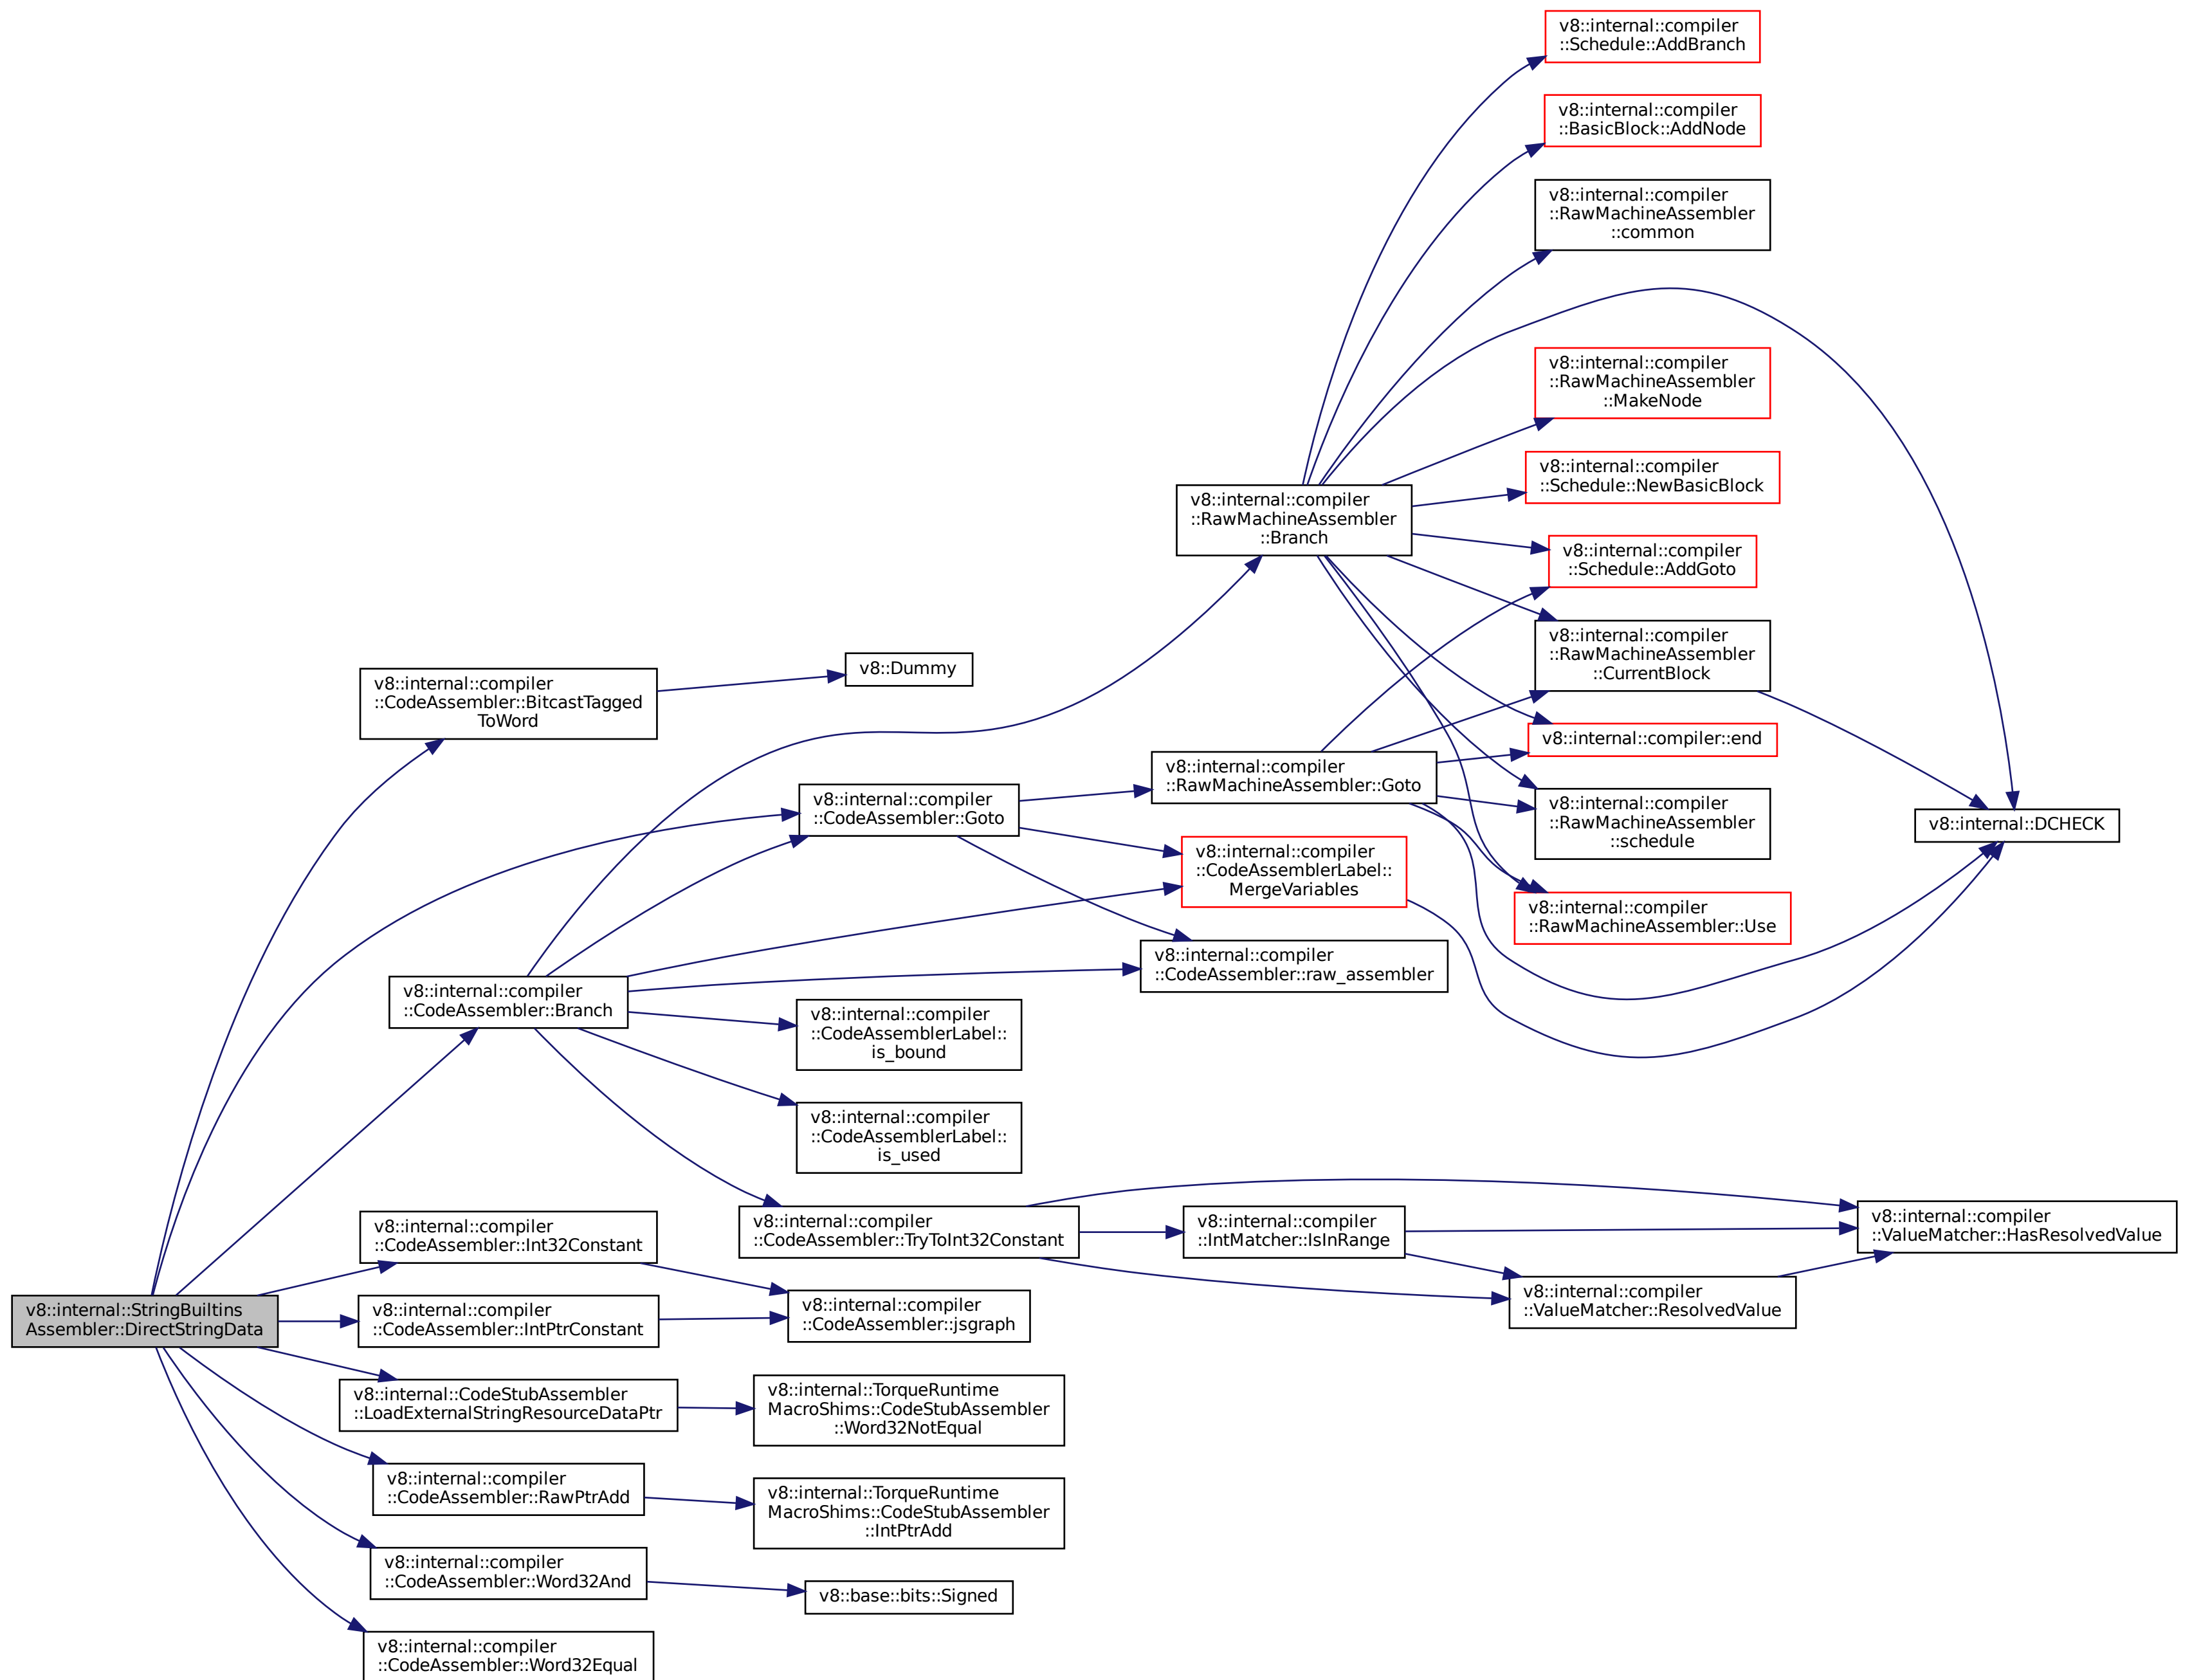 v8::internal::StringBuiltins
Assembler::DirectStringData
v8::internal::compiler
::CodeAssembler::BitcastTagged
ToWord
v8::Dummy
v8::internal::compiler
::CodeAssembler::Goto
v8::internal::compiler
::RawMachineAssembler::Goto
v8::internal::compiler
::Schedule::AddGoto
v8::internal::compiler
::RawMachineAssembler
::CurrentBlock
v8::internal::DCHECK
v8::internal::compiler::end
v8::internal::compiler
::RawMachineAssembler
::schedule
v8::internal::compiler
::RawMachineAssembler::Use
v8::internal::compiler
::CodeAssemblerLabel::
MergeVariables
v8::internal::compiler
::CodeAssembler::raw_assembler
v8::internal::compiler
::CodeAssembler::Branch
v8::internal::compiler
::RawMachineAssembler
::Branch
v8::internal::compiler
::Schedule::AddBranch
v8::internal::compiler
::BasicBlock::AddNode
v8::internal::compiler
::RawMachineAssembler
::common
v8::internal::compiler
::RawMachineAssembler
::MakeNode
v8::internal::compiler
::Schedule::NewBasicBlock
v8::internal::compiler
::CodeAssemblerLabel::
is_bound
v8::internal::compiler
::CodeAssemblerLabel::
is_used
v8::internal::compiler
::CodeAssembler::TryToInt32Constant
v8::internal::compiler
::IntMatcher::IsInRange
v8::internal::compiler
::ValueMatcher::HasResolvedValue
v8::internal::compiler
::ValueMatcher::ResolvedValue
v8::internal::compiler
::CodeAssembler::Int32Constant
v8::internal::compiler
::CodeAssembler::jsgraph
v8::internal::compiler
::CodeAssembler::IntPtrConstant
v8::internal::CodeStubAssembler
::LoadExternalStringResourceDataPtr
v8::internal::TorqueRuntime
MacroShims::CodeStubAssembler
::Word32NotEqual
v8::internal::compiler
::CodeAssembler::RawPtrAdd
v8::internal::TorqueRuntime
MacroShims::CodeStubAssembler
::IntPtrAdd
v8::internal::compiler
::CodeAssembler::Word32And
v8::base::bits::Signed
v8::internal::compiler
::CodeAssembler::Word32Equal